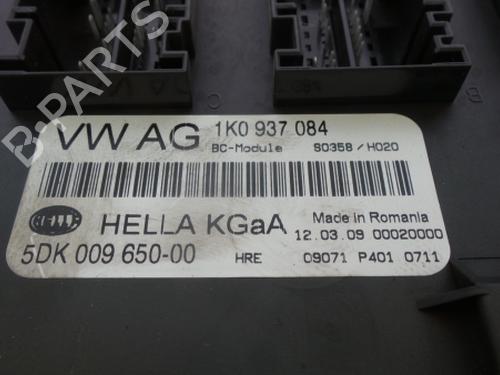 B-PARTS
VW AG 1K0 937 084
BC-Module S0358 / H020
HELLA HELLA KGaA Made in Romania
12.03.09 00020000
5DK 009 650-00 HRE 09071 P401 0711